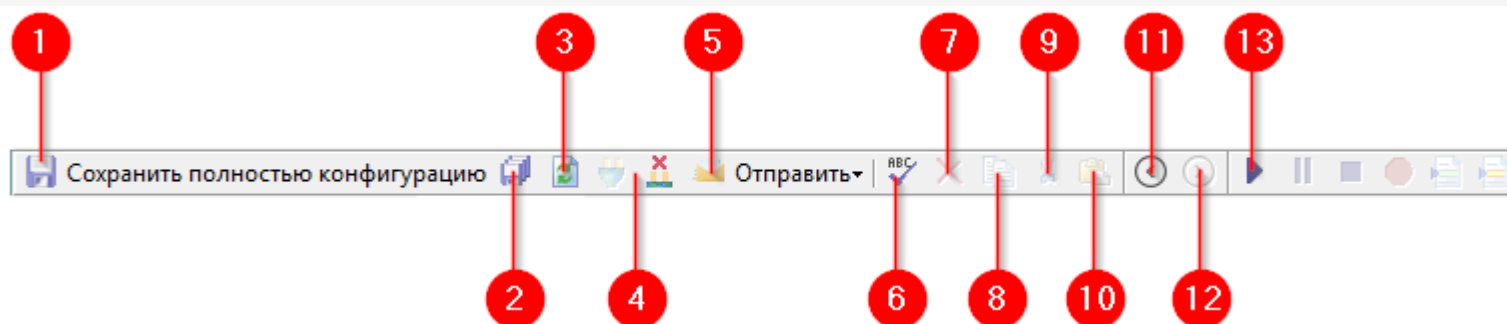 1 3 5 7 9 11 13
Сохранить полностью конфигурацию Отправить ABC
2 4 6 8 10 12